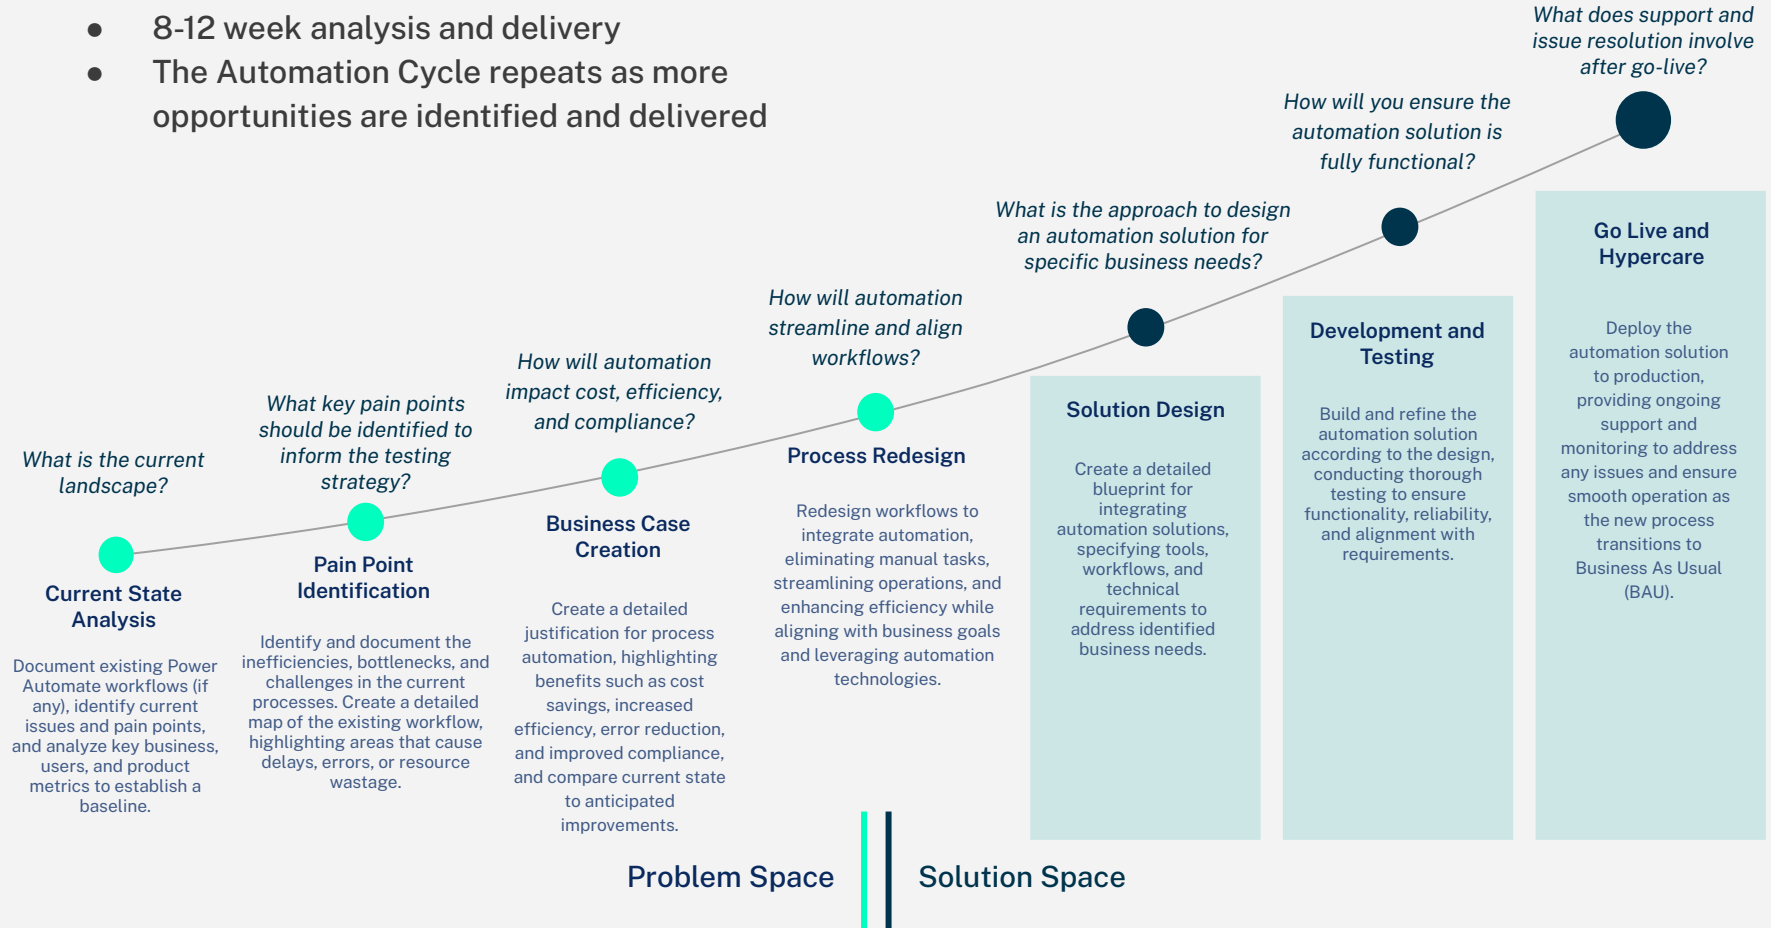 ● 8-12 week analysis and delivery
● The Automation Cycle repeats as more
opportunities are identified and delivered
What is the current
landscape?
Current State
Analysis
Document existing Power
Automate workflows (if
any), identify current
issues and pain points,
and analyze key business,
users, and product
metrics to establish a
baseline.
What key pain points
should be identified to
inform the testing
strategy?
Pain Point
Identification
Identify and document the
inefficiencies, bottlenecks, and
challenges in the current
processes. Create a detailed
map of the existing workflow,
highlighting areas that cause
delays, errors, or resource
wastage.
How will automation
impact cost, efficiency,
and compliance?
Business Case
Creation
Create a detailed
justification for process
automation, highlighting
benefits such as cost
savings, increased
efficiency, error reduction,
and improved compliance,
and compare current state
to anticipated
improvements.
How will automation
streamline and align
workflows?
Process Redesign
Redesign workflows to
integrate automation,
eliminating manual tasks,
streamlining operations, and
enhancing efficiency while
aligning with business goals
and leveraging automation
technologies.
What is the approach to design
an automation solution for
specific business needs?
Solution Design
Create a detailed
blueprint for
integrating
automation solutions,
specifying tools,
workflows, and
technical
requirements to
address identified
business needs.
How will you ensure the
automation solution is
fully functional?
Development and
Testing
Build and refine the
automation solution
according to the design,
conducting thorough
testing to ensure
functionality, reliability,
and alignment with
requirements.
What does support and
issue resolution involve
after go-live?
Go Live and
Hypercare
Deploy the
automation solution
to production,
providing ongoing
support and
monitoring to address
any issues and ensure
smooth operation as
the new process
transitions to
Business As Usual
(BAU).
Problem Space
Solution Space